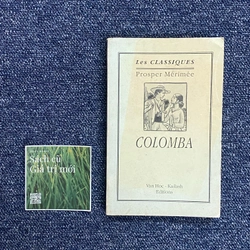 Les CLASSIQUES
Prosper Mérimée
COLOMBA
Sách cũ
Giá trị mới